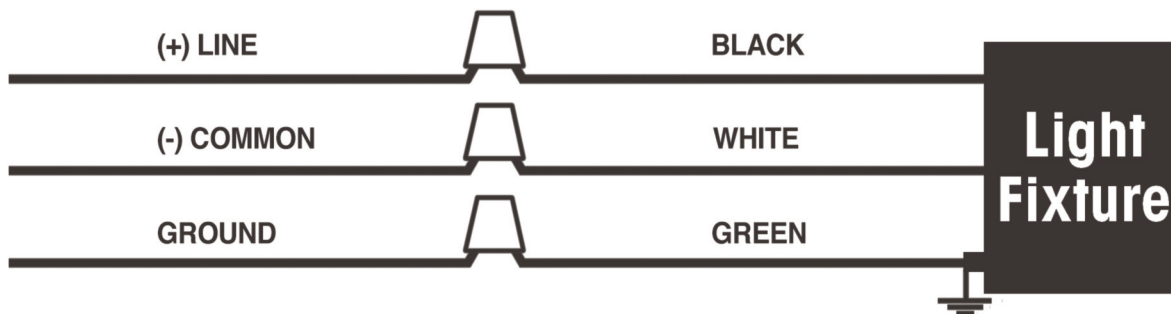 (+) LINE BLACK
(-) COMMON WHITE
GROUND GREEN
Light
Fixture